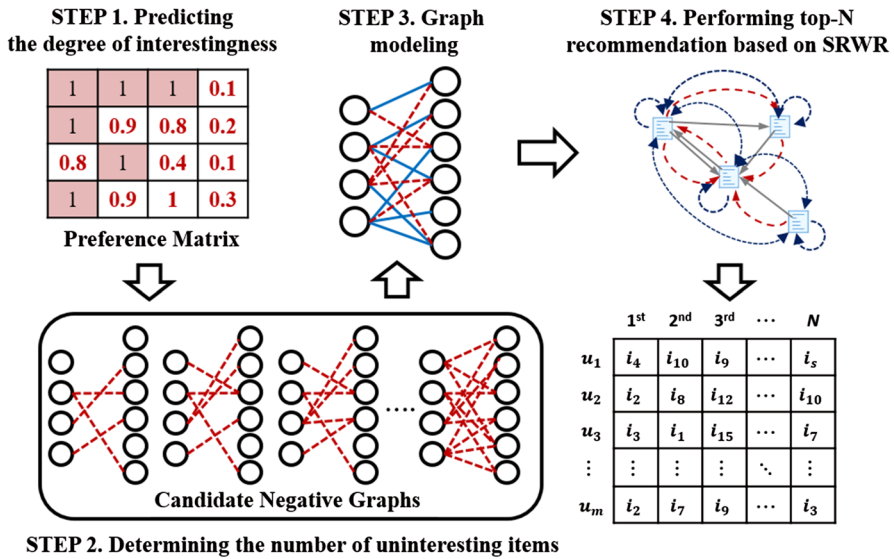 STEP 1. Predicting
the degree of interestingness
1 1 1 0.1
1 0.9 0.8 0.2
0.8 1 0.4 0.1
1 0.9 1 0.3
Preference Matrix
STEP 3. Graph
modeling
STEP 4. Performing top-N
recommendation based on SRWR
....
Candidate Negative Graphs
STEP 2. Determining the number of uninteresting items
1st 2nd 3rd ⋯ N
u₁ i₄ i₁₀ i₉ ⋯ iₛ
u₂ i₂ i₈ i₁₂ ⋯ i₁₀
u₃ i₃ i₁ i₁₅ ⋯ i₇
⋮ ⋮ ⋮ ⋮ ⋱ ⋮
uₘ i₂ i₇ i₉ ⋯ i₃